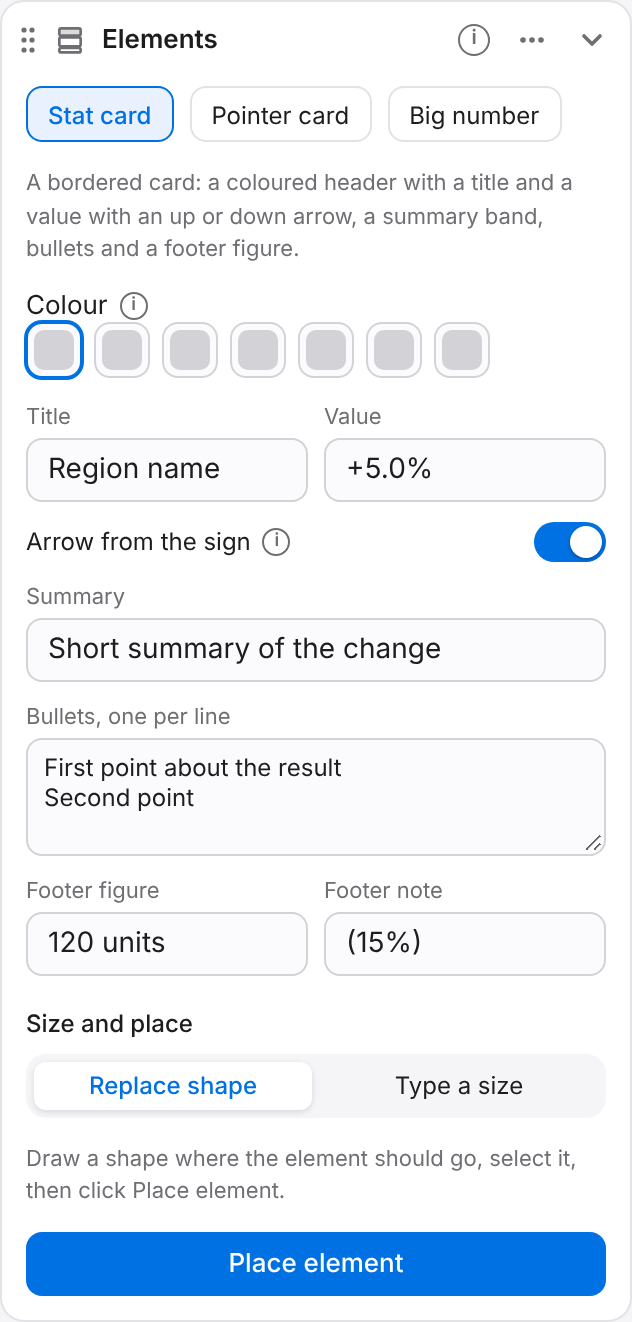 Elements
Stat card
Pointer card
Big number
A bordered card: a coloured header with a title and a
value with an up or down arrow, a summary band,
bullets and a footer figure.
Colour
Title
Value
Region name
+5.0%
Arrow from the sign
Summary
Short summary of the change
Bullets, one per line
First point about the result
Second point
Footer figure
Footer note
120 units
(15%)
Size and place
Replace shape
Type a size
Draw a shape where the element should go, select it,
then click Place element.
Place element